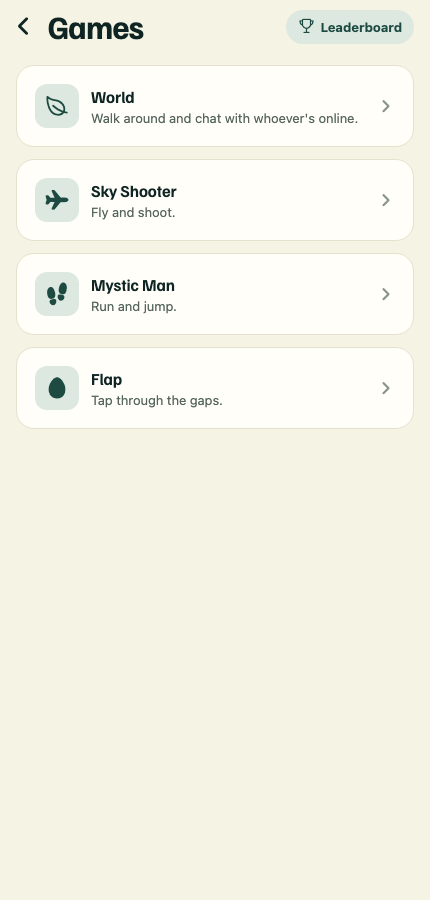 Games
Leaderboard
World
Walk around and chat with whoever's online.
Sky Shooter
Fly and shoot.
Mystic Man
Run and jump.
Flap
Tap through the gaps.